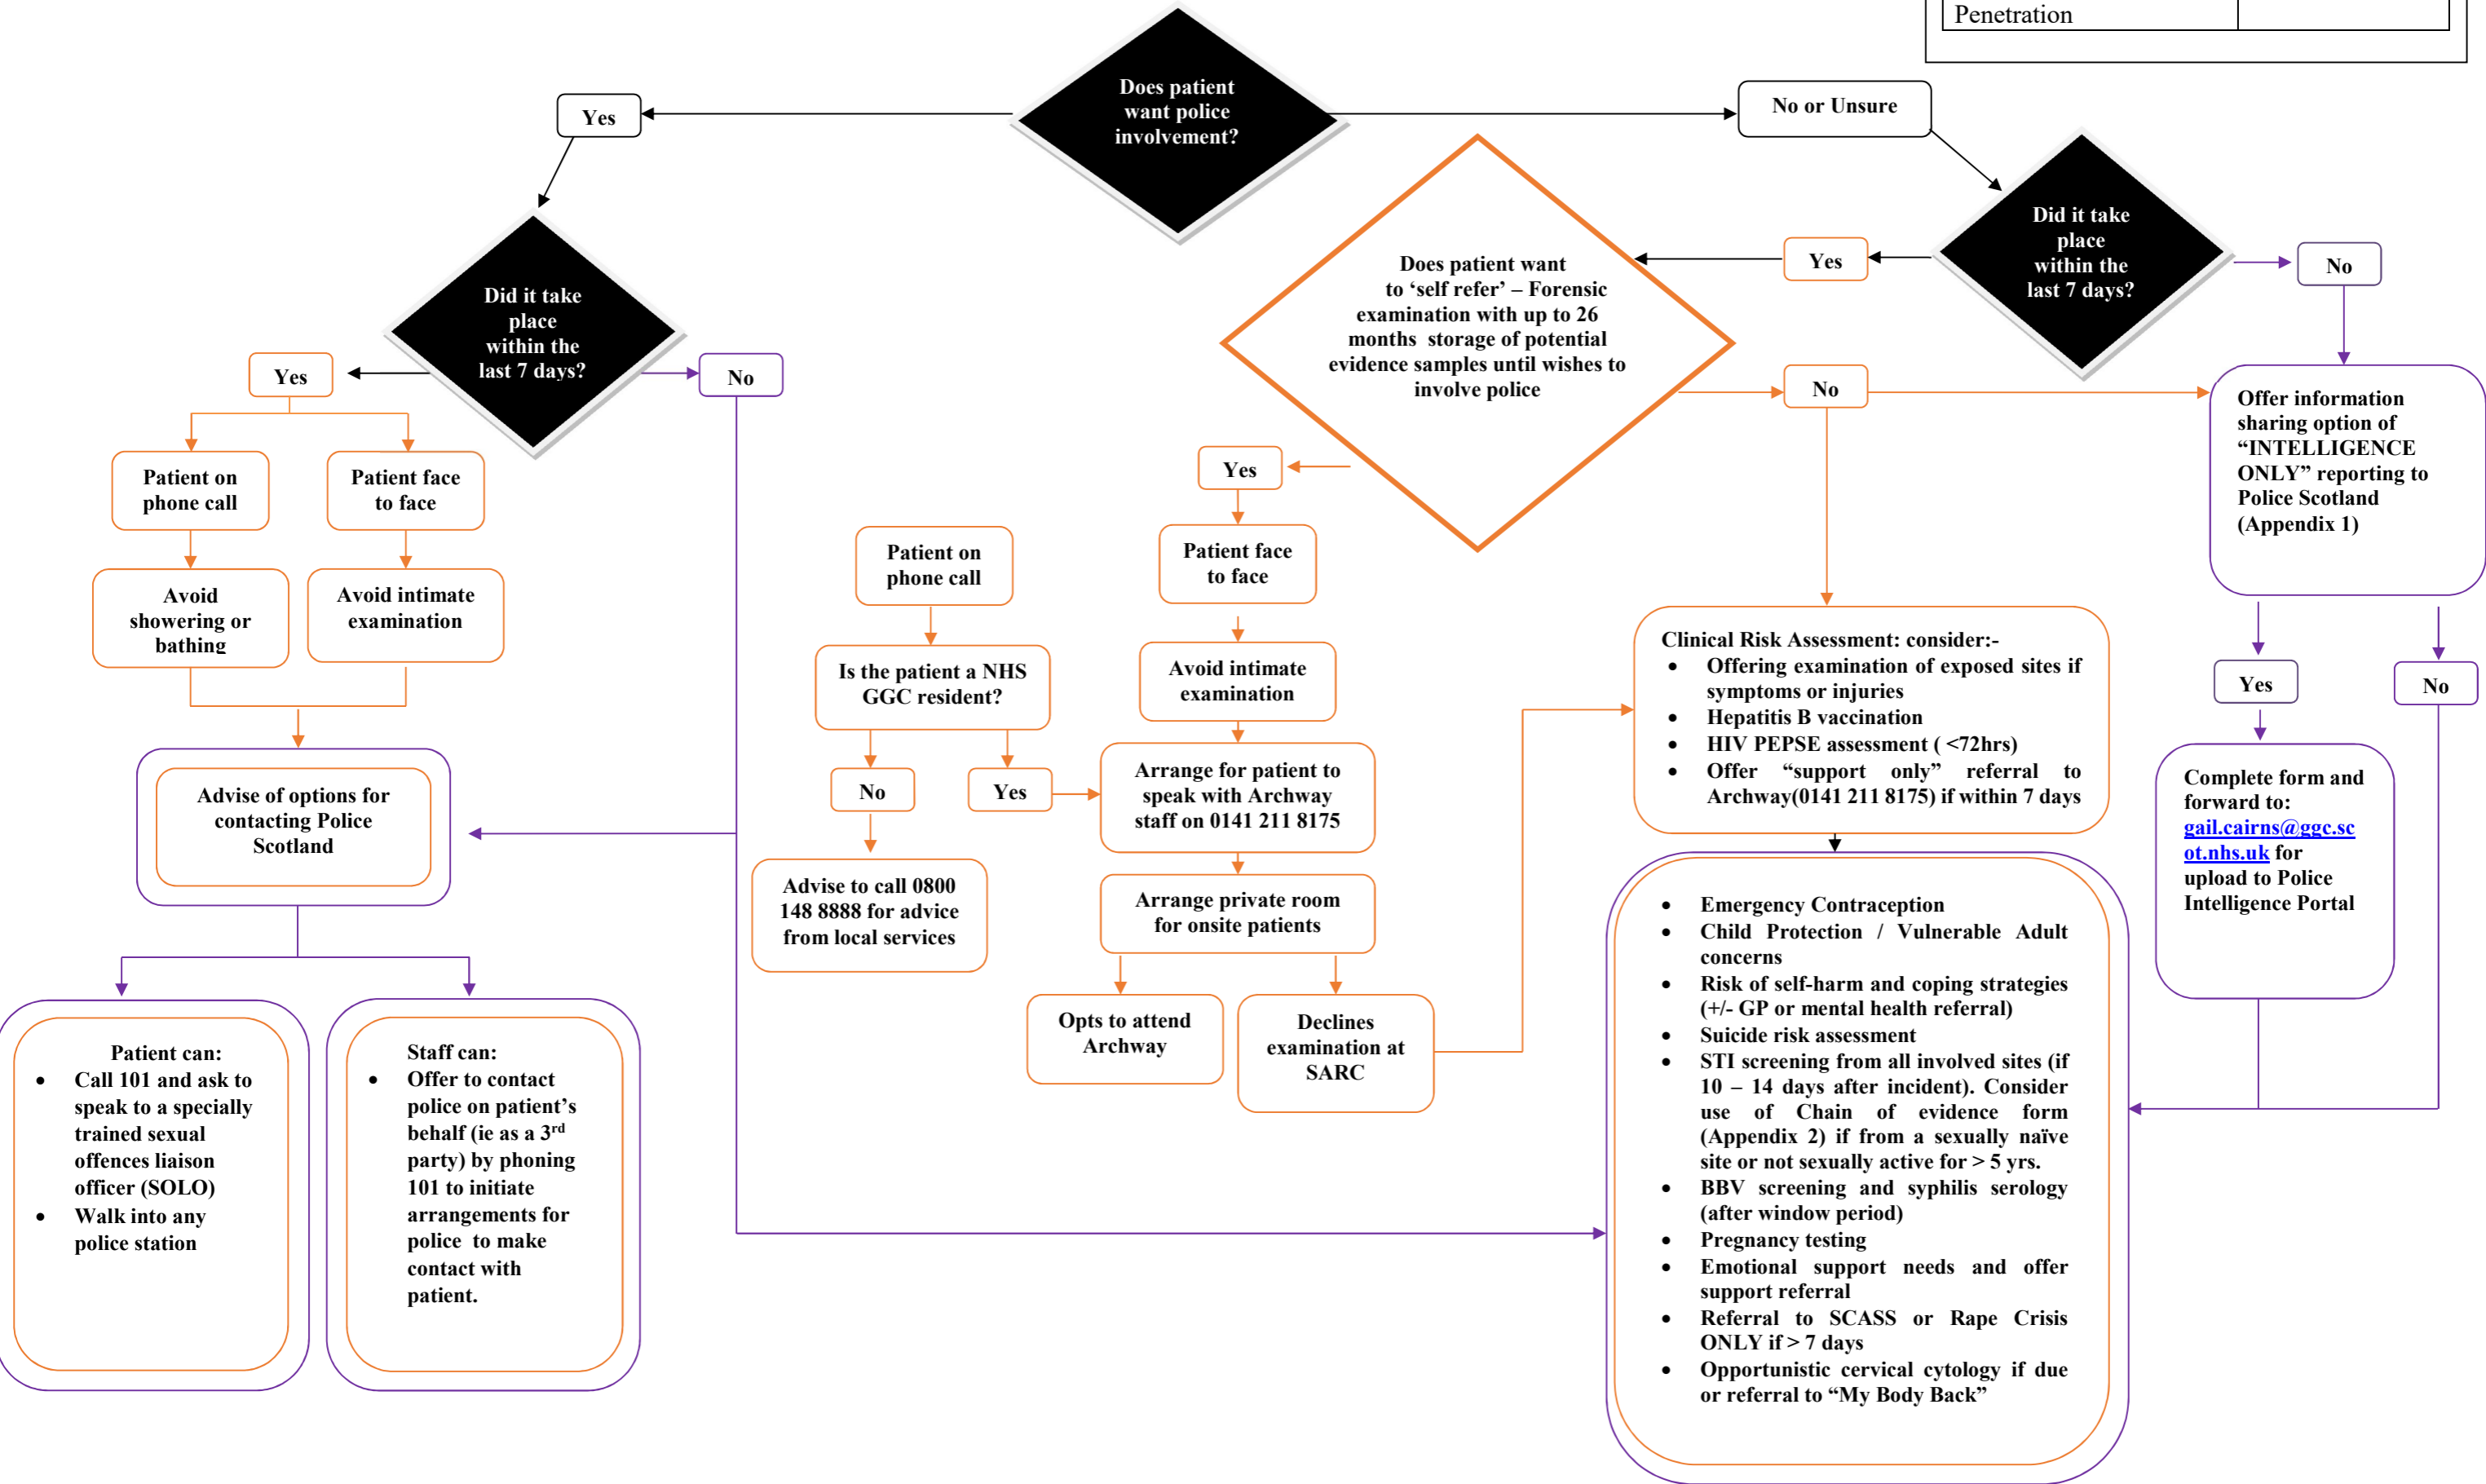 Penetration
Does patient
want police
involvement?
Yes
No or Unsure
Did it take
place
within the
last 7 days?
Yes
No
Does patient want
to ‘self refer’ – Forensic
examination with up to 26
months storage of potential
evidence samples until wishes to
involve police
Did it take
place
within the
last 7 days?
Yes
No
No
Offer information
sharing option of
“INTELLIGENCE
ONLY” reporting to
Police Scotland
(Appendix 1)
Yes
No
Complete form and
forward to:
gail.cairns@ggc.sc
ot.nhs.uk for
upload to Police
Intelligence Portal
Patient on
phone call
Patient face
to face
Avoid
showering or
bathing
Avoid intimate
examination
Advise of options for
contacting Police
Scotland
Patient can:
• Call 101 and ask to
speak to a specially
trained sexual
offences liaison
officer (SOLO)
• Walk into any
police station
Staff can:
• Offer to contact
police on patient’s
behalf (ie as a 3rd
party) by phoning
101 to initiate
arrangements for
police to make
contact with
patient.
Yes
Patient on
phone call
Is the patient a NHS
GGC resident?
No
Yes
Advise to call 0800
148 8888 for advice
from local services
Patient face
to face
Avoid intimate
examination
Arrange for patient to
speak with Archway
staff on 0141 211 8175
Arrange private room
for onsite patients
Opts to attend
Archway
Declines
examination at
SARC
Clinical Risk Assessment: consider:-
• Offering examination of exposed sites if
symptoms or injuries
• Hepatitis B vaccination
• HIV PEPSE assessment ( <72hrs)
• Offer “support only” referral to
Archway(0141 211 8175) if within 7 days
• Emergency Contraception
• Child Protection / Vulnerable Adult
concerns
• Risk of self-harm and coping strategies
(+/- GP or mental health referral)
• Suicide risk assessment
• STI screening from all involved sites (if
10 – 14 days after incident). Consider
use of Chain of evidence form
(Appendix 2) if from a sexually naïve
site or not sexually active for > 5 yrs.
• BBV screening and syphilis serology
(after window period)
• Pregnancy testing
• Emotional support needs and offer
support referral
• Referral to SCASS or Rape Crisis
ONLY if > 7 days
• Opportunistic cervical cytology if due
or referral to “My Body Back”